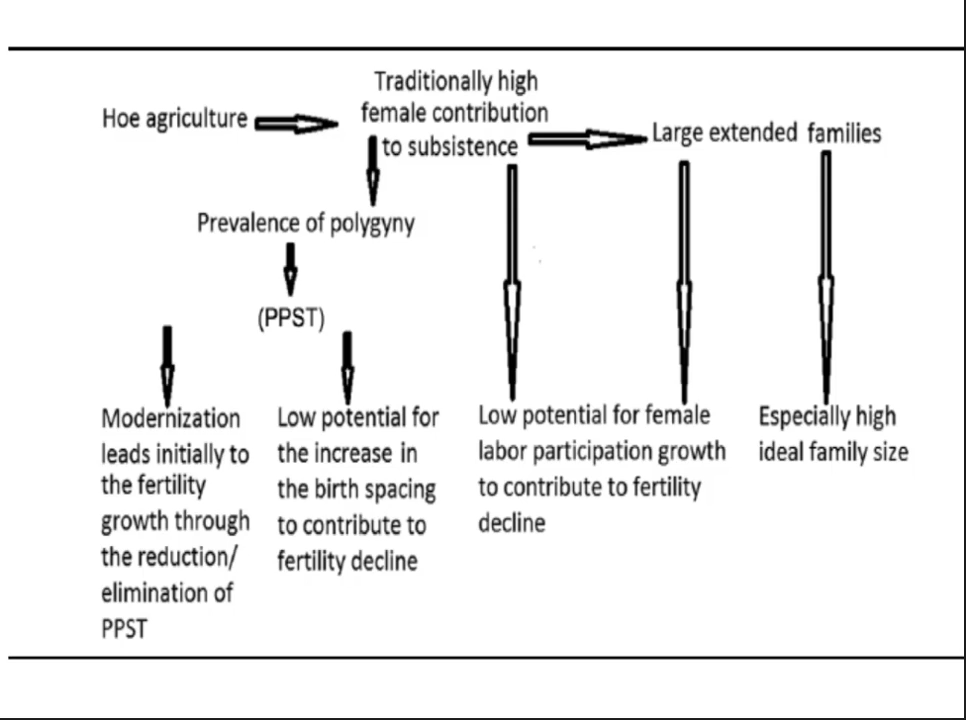 Hoe agriculture
Traditionally high
female contribution
to subsistence
Large extended families
Prevalence of polygyny
(PPST)
Modernization
leads initially to
the fertility
growth through
the reduction/
elimination of
PPST
Low potential for
the increase in
the birth spacing
to contribute to
fertility decline
Low potential for female
labor participation growth
to contribute to fertility
decline
Especially high
ideal family size